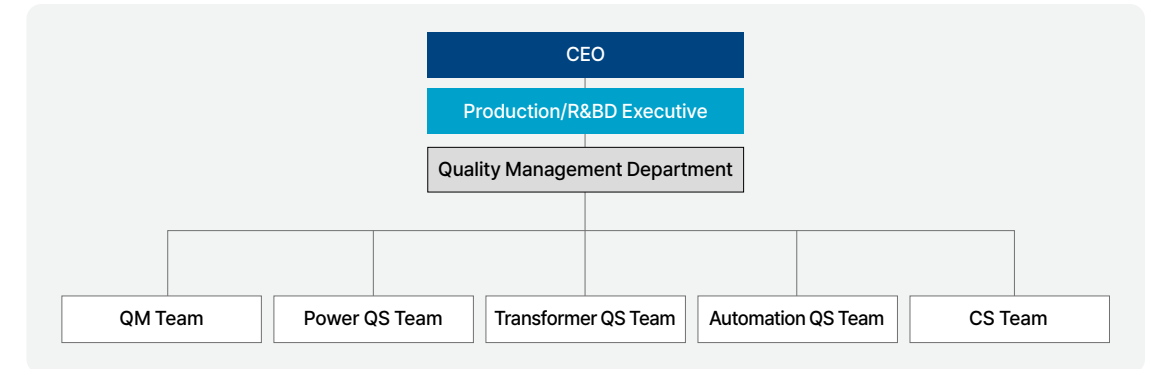 CEO
Production/R&BD Executive
Quality Management Department
QM Team
Power QS Team
Transformer QS Team
Automation QS Team
CS Team